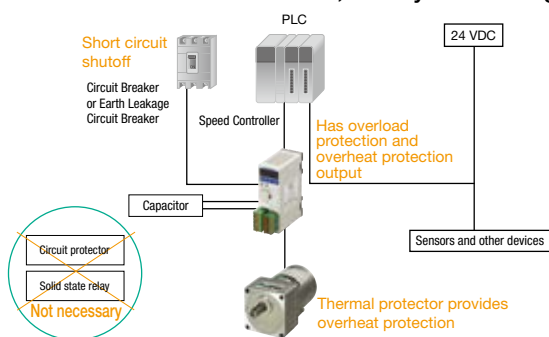 PLC
24 VDC
Short circuit
shutoff
Circuit Breaker
or Earth Leakage
Circuit Breaker
Speed Controller
Has overload
protection and
overheat protection
output
Capacitor
Sensors and other devices
Circuit protector
Solid state relay
Not necessary
Thermal protector provides
overheat protection